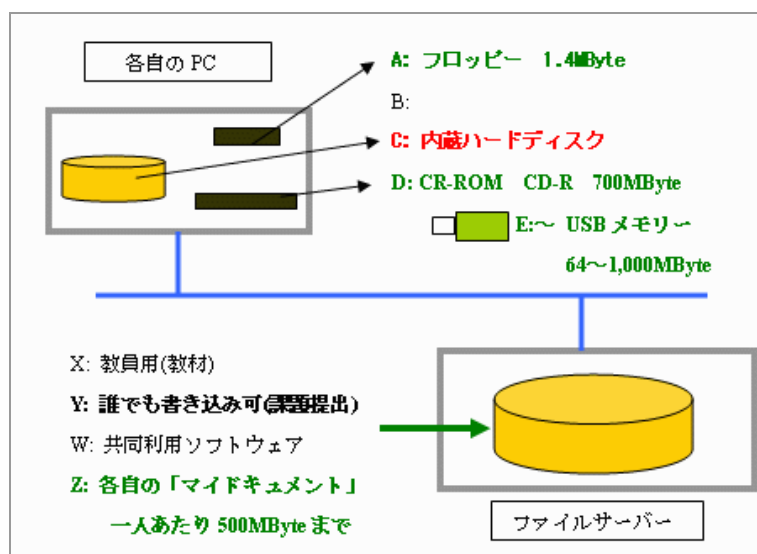 各自の PC
A: フロッピー 1.4MByte
B:
C: 内蔵ハードディスク
D: CR-ROM CD-R 700MByte
E:～ USB メモリー
64～1,000MByte
X: 教員用(教材)
Y: 誰でも書き込み可(課題提出)
W: 共同利用ソフトウェア
Z: 各自の「マイドキュメント」
一人あたり 500MByte まで
ファイルサーバー